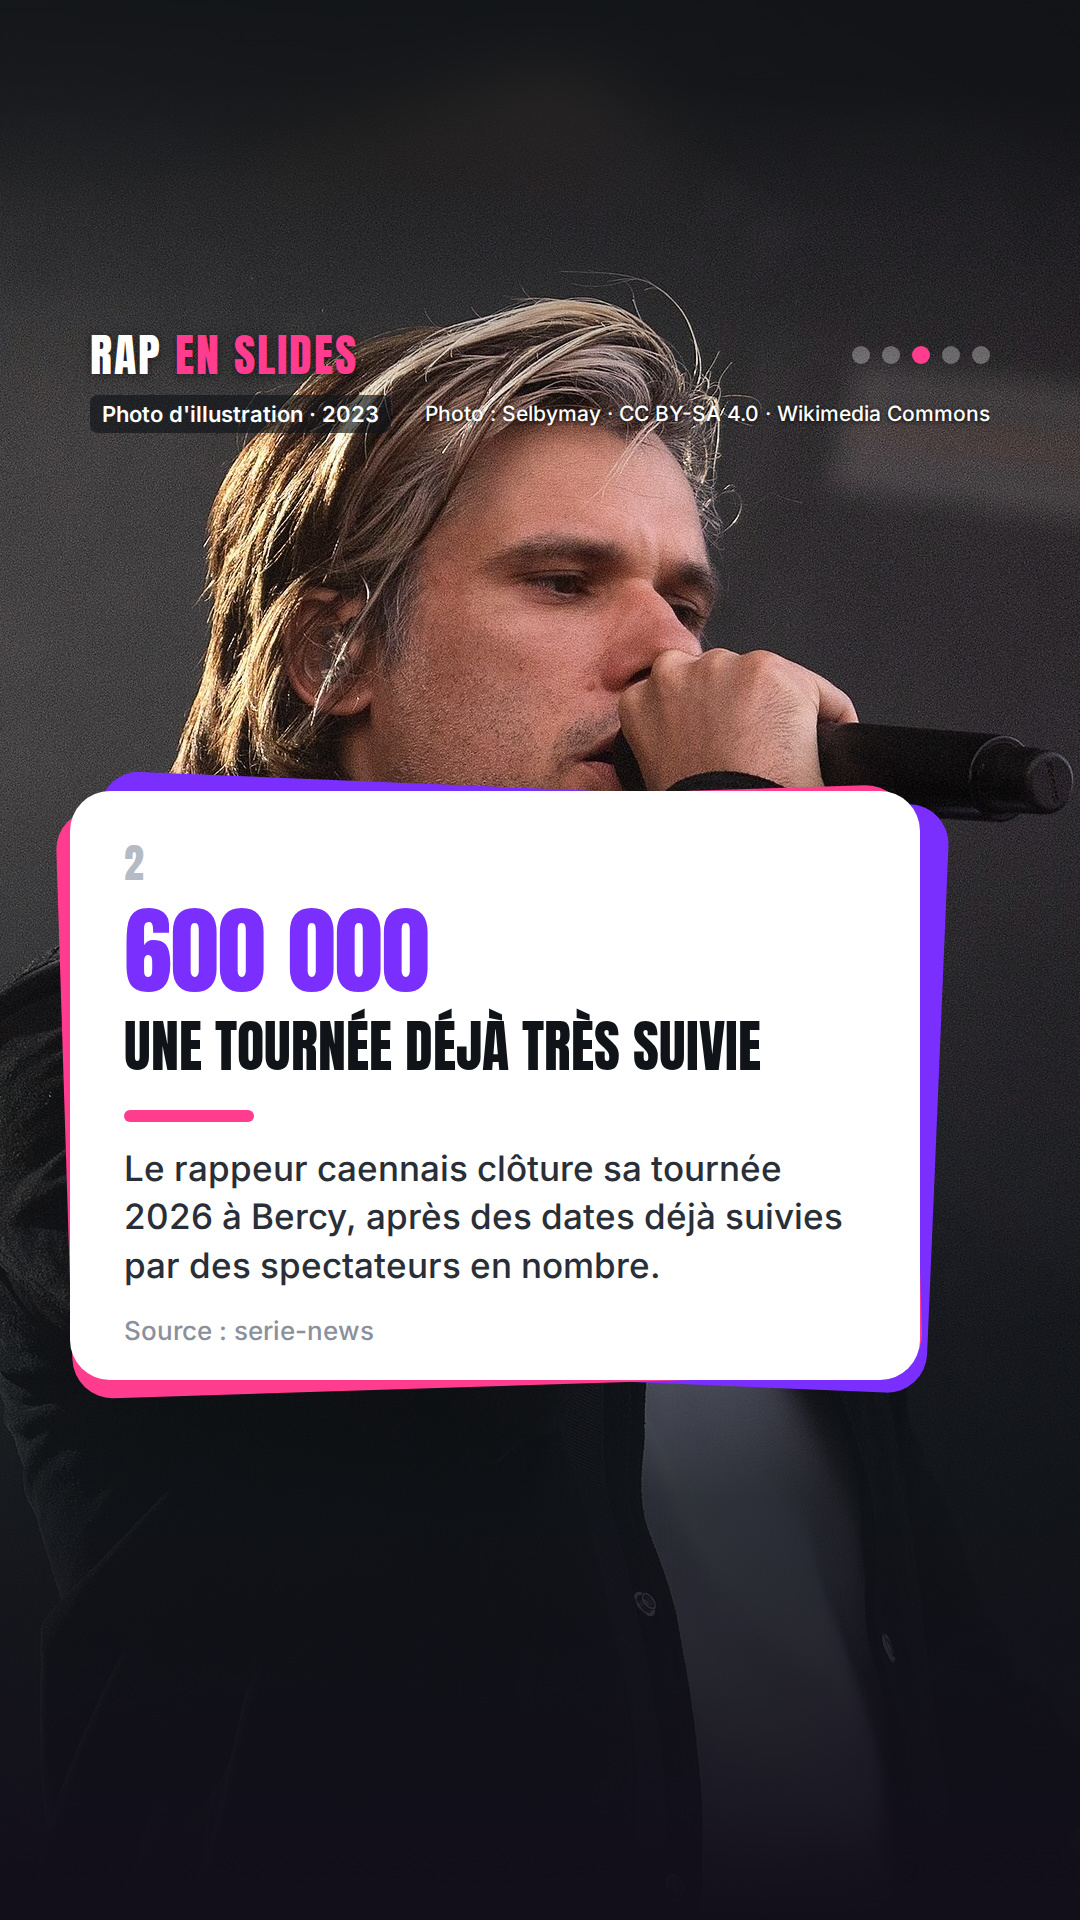 RAP EN SLIDES
Photo d'illustration · 2023
Photo : Selbymay · CC BY-SA 4.0 · Wikimedia Commons
2
600 000
UNE TOURNÉE DÉJÀ TRÈS SUIVIE
Le rappeur caennais clôture sa tournée
2026 à Bercy, après des dates déjà suivies
par des spectateurs en nombre.
Source : serie-news